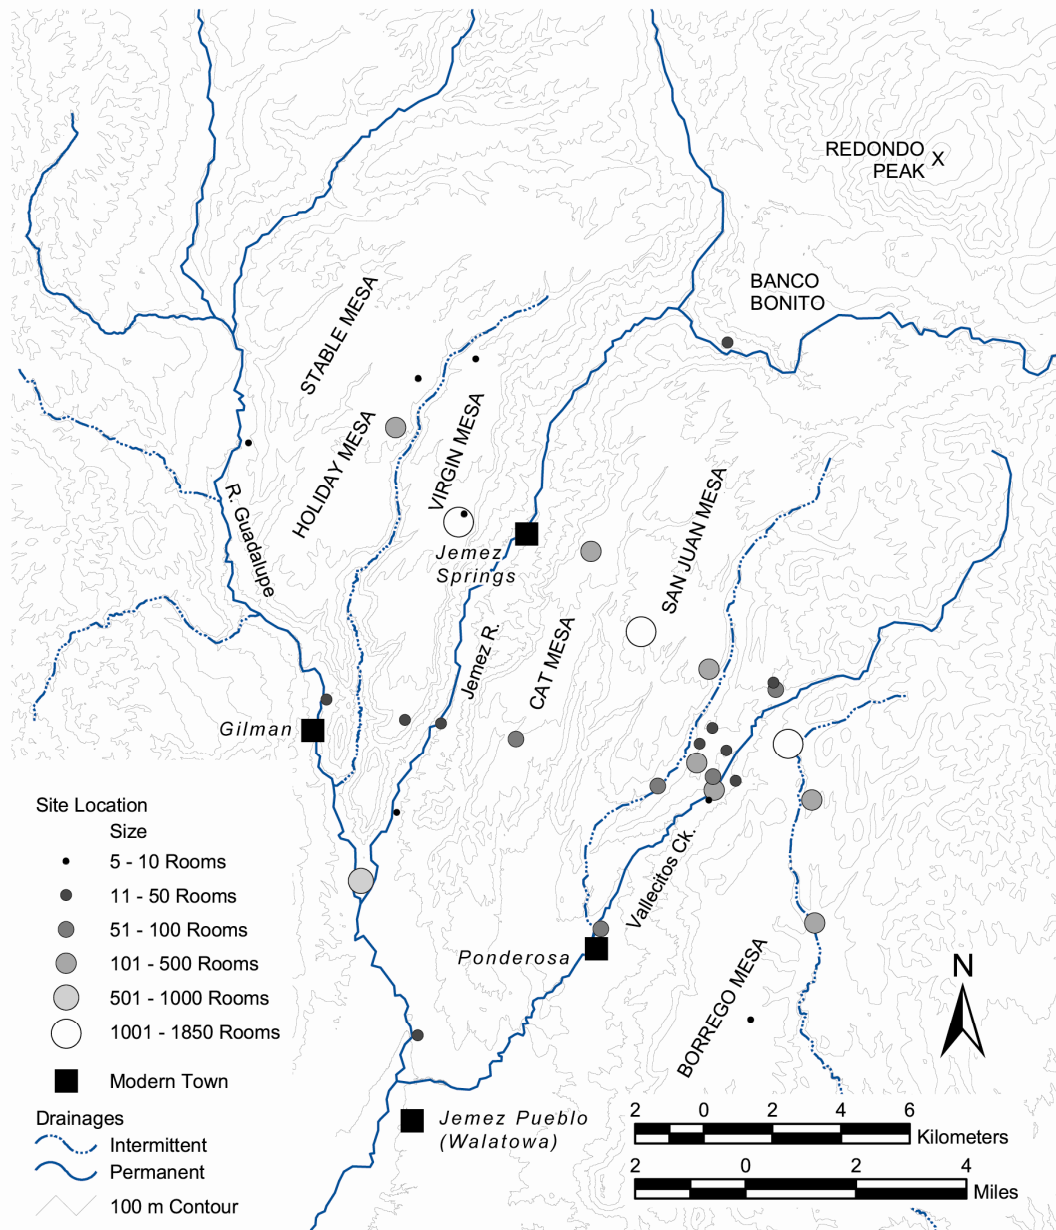 REDONDO
PEAK X
BANCO
BONITO
STABLE MESA
HOLIDAY MESA
VIRGIN MESA
R. Guadalupe
Jemez
Springs
SAN JUAN MESA
Jemez R.
CAT MESA
Gilman
Vallecitos Ck.
Ponderosa
BORREGO MESA
Jemez Pueblo
(Walatowa)
Site Location
Size
5 - 10 Rooms
11 - 50 Rooms
51 - 100 Rooms
101 - 500 Rooms
501 - 1000 Rooms
1001 - 1850 Rooms
Modern Town
Drainages
Intermittent
Permanent
100 m Contour
N
2 0 2 4 6
Kilometers
2 0 2 4
Miles